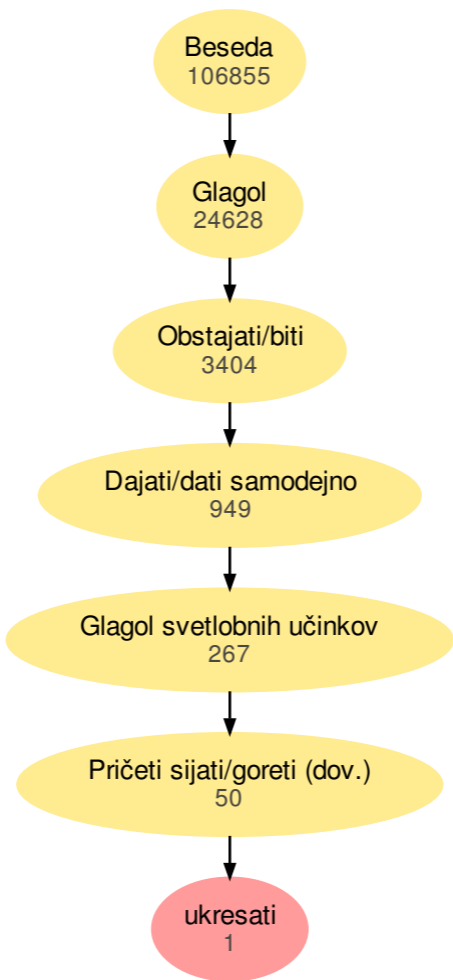 Beseda
106855
Glagol
24628
Obstajati/biti
3404
Dajati/dati samodejno
949
Glagol svetlobnih učinkov
267
Pričeti sijati/goreti (dov.)
50
ukresati
1